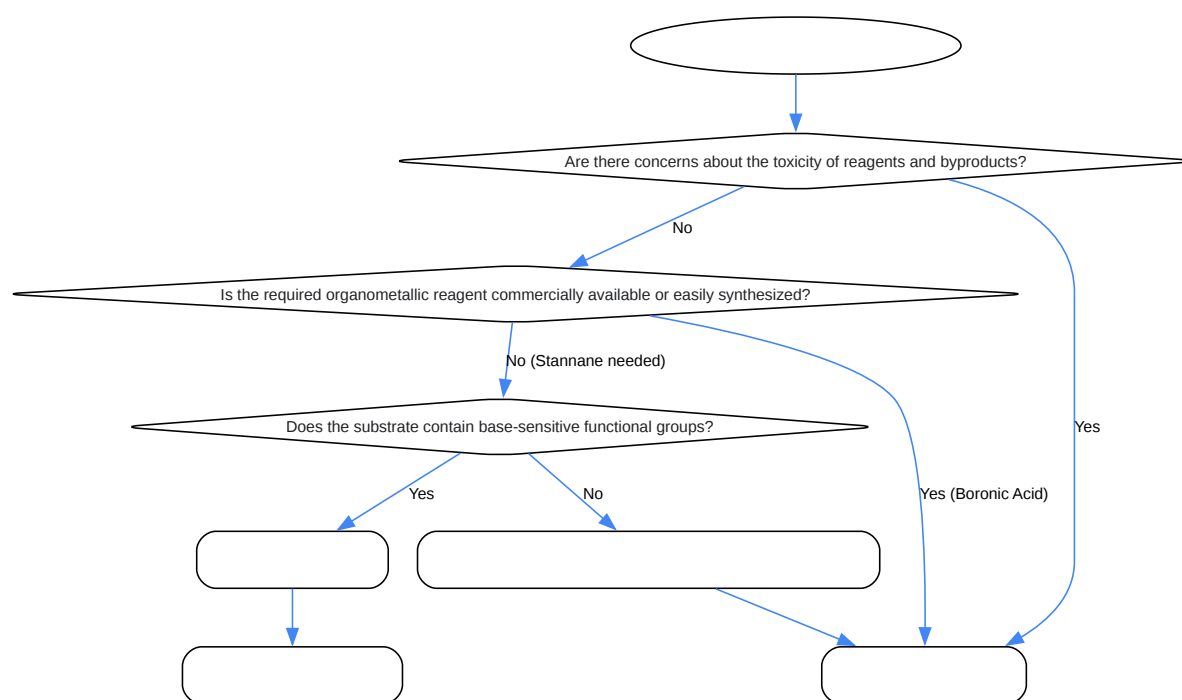 Are there concerns about the toxicity of reagents and byproducts?
No
Is the required organometallic reagent commercially available or easily synthesized?
No (Stannane needed)
Does the substrate contain base-sensitive functional groups?
Yes
Yes
No
Yes (Boronic Acid)